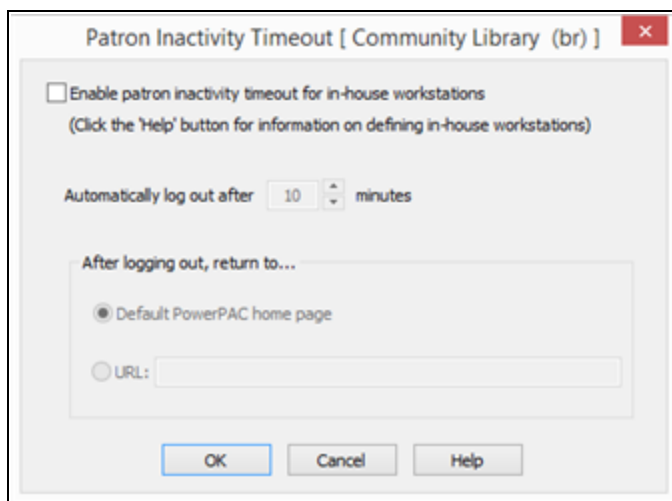 Patron Inactivity Timeout [ Community Library (br) ]
Enable patron inactivity timeout for in-house workstations
(Click the 'Help' button for information on defining in-house workstations)
Automatically log out after 10 minutes
After logging out, return to...
Default PowerPAC home page
URL:
OK Cancel Help